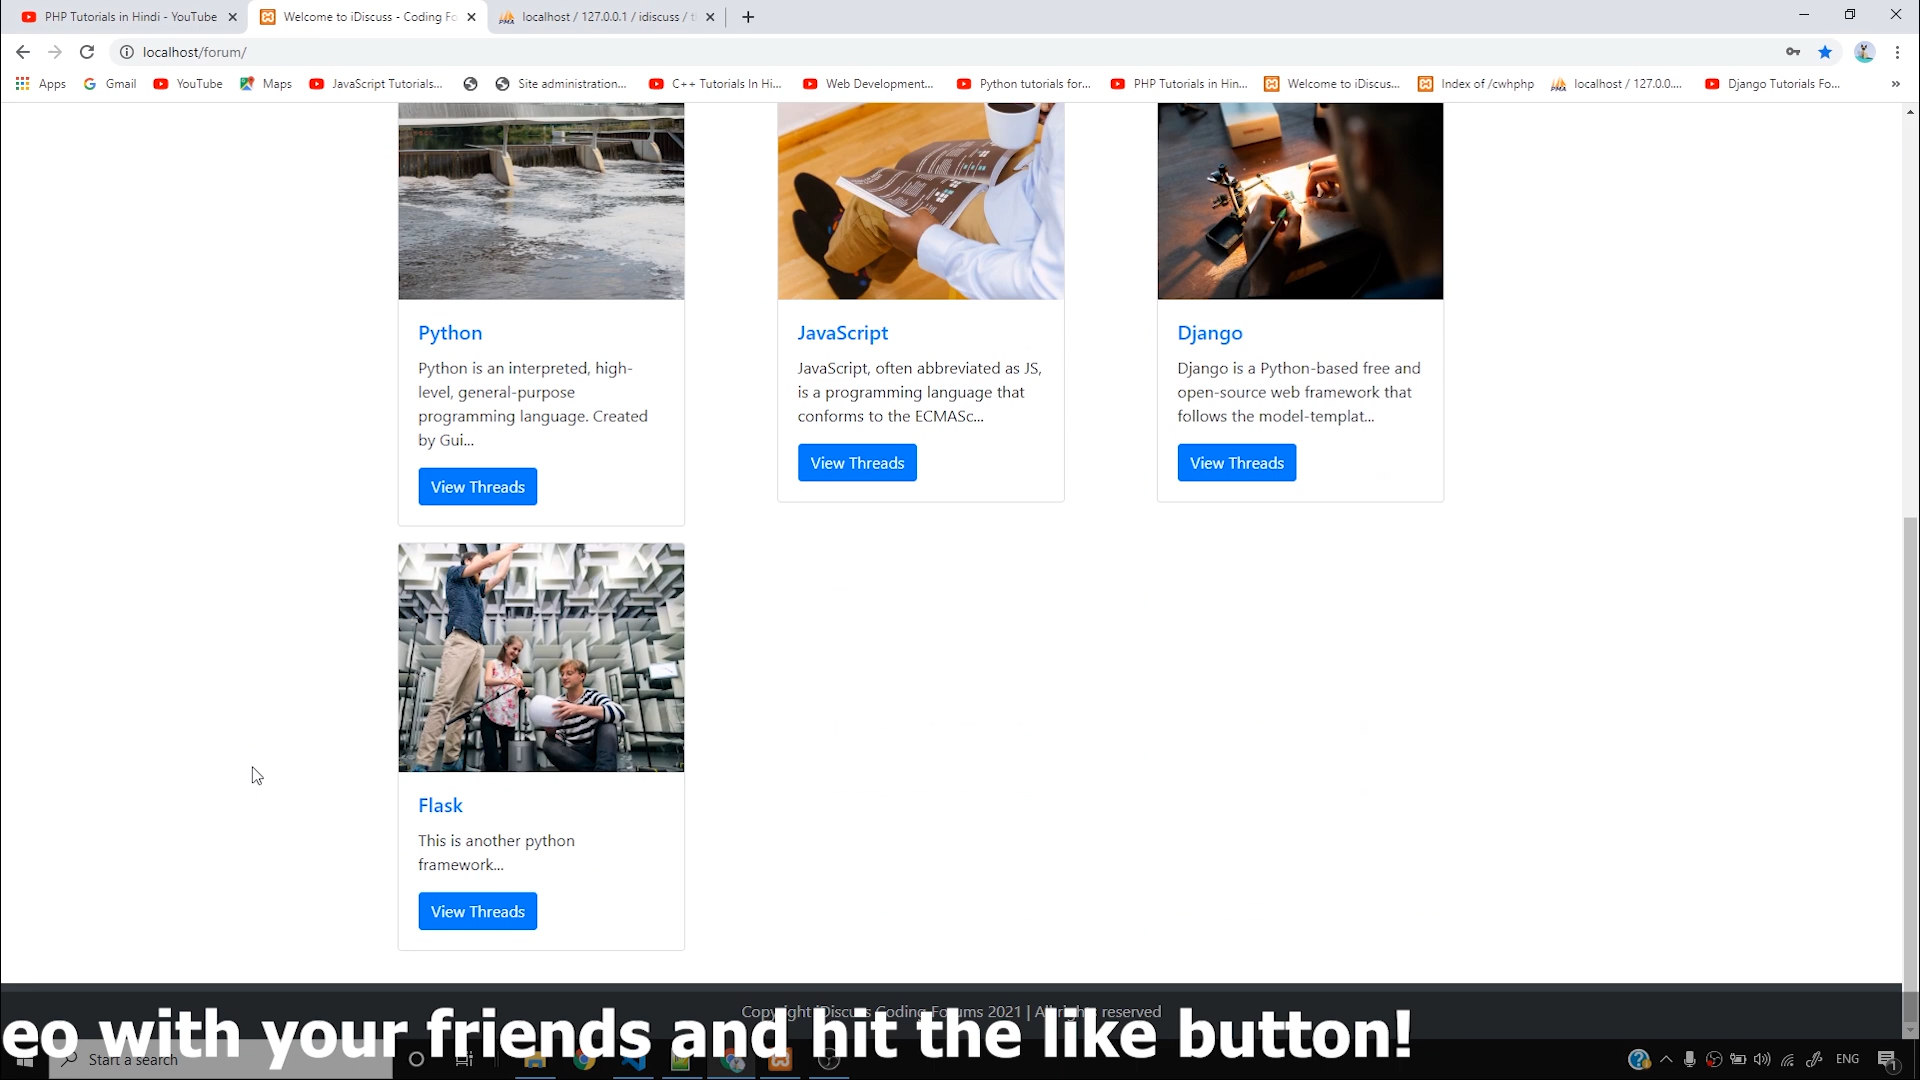 PHP Tutorials in Hindi - YouTube
Welcome to iDiscuss - Coding Fo
localhost / 127.0.0.1 / idiscuss / t
localhost/forum/
Apps
Gmail
YouTube
Maps
JavaScript Tutorials...
Site administration...
C++ Tutorials In Hi...
Web Development...
Python tutorials for...
PHP Tutorials in Hin...
Welcome to iDiscus...
Index of /cwhphp
localhost / 127.0.0....
Django Tutorials Fo...
»
Python
Python is an interpreted, high-
level, general-purpose
programming language. Created
by Gui...
View Threads
JavaScript
JavaScript, often abbreviated as JS,
is a programming language that
conforms to the ECMASc...
View Threads
Django
Django is a Python-based free and
open-source web framework that
follows the model-templat...
View Threads
Flask
This is another python
framework...
View Threads
Copyright iDiscuss Coding Forums 2021 | All rights reserved
eo with your friends and hit the like button!
Start a search
ENG